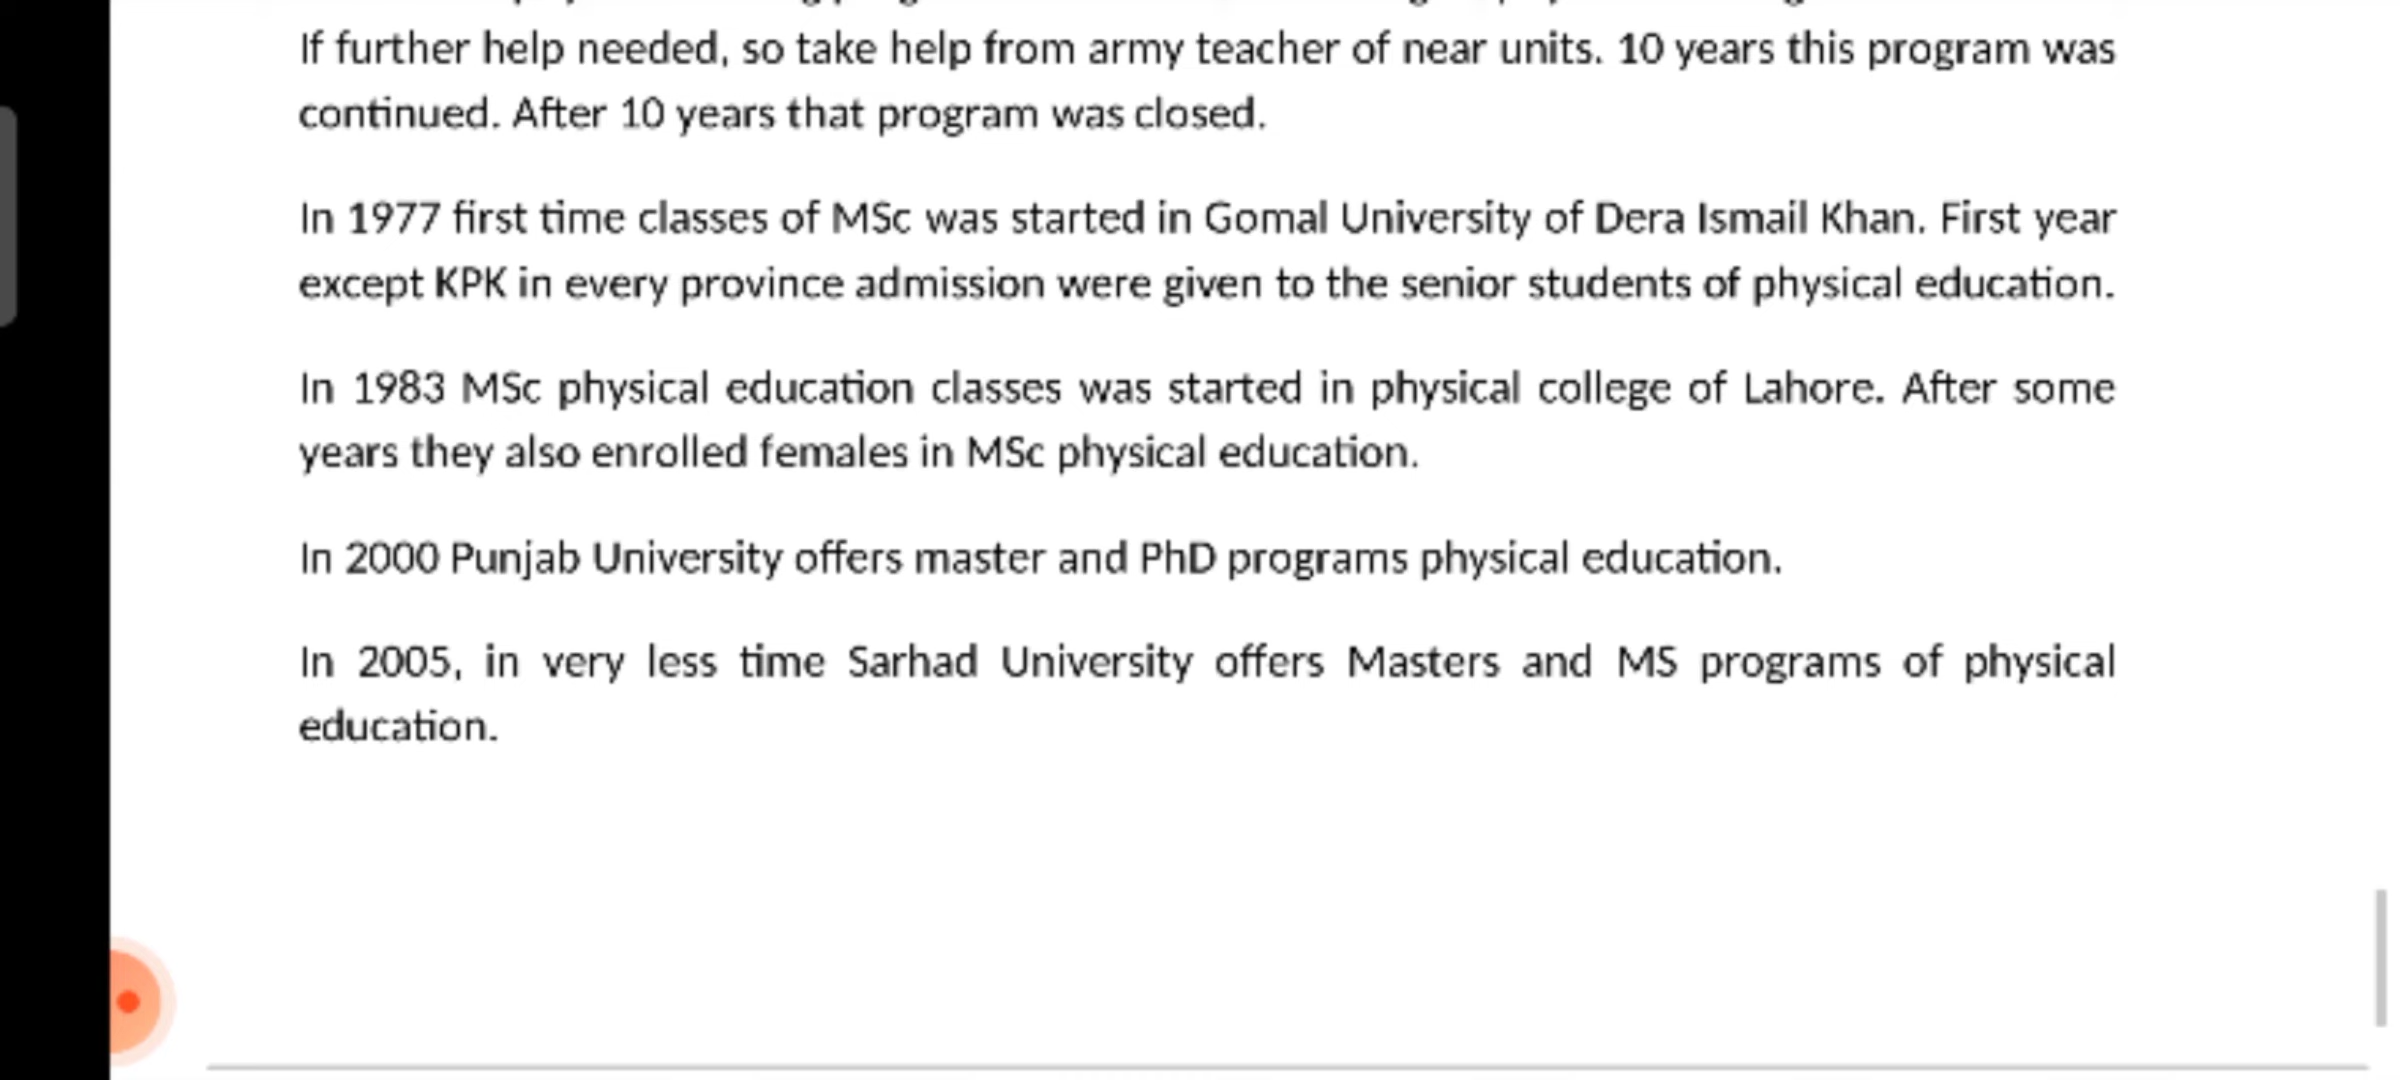 If further help needed, so take help from army teacher of near units. 10 years this program was
continued. After 10 years that program was closed.
In 1977 first time classes of MSc was started in Gomal University of Dera Ismail Khan. First year
except KPK in every province admission were given to the senior students of physical education.
In 1983 MSc physical education classes was started in physical college of Lahore. After some
years they also enrolled females in MSc physical education.
In 2000 Punjab University offers master and PhD programs physical education.
In 2005, in very less time Sarhad University offers Masters and MS programs of physical
education.